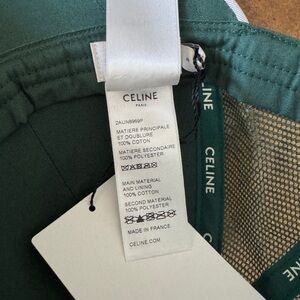 CELINE
PARIS
2AUN8969P
MATIERE PRINCIPALE
ET DOUBLURE
100% COTON
MATIERE SECONDAIRE
100% POLYESTER
MAIN MATERIAL
AND LINING
100% COTTON
SECOND MATERIAL
100% POLYESTER
MADE IN FRANCE
CELINE.COM
CELINE
CELINE